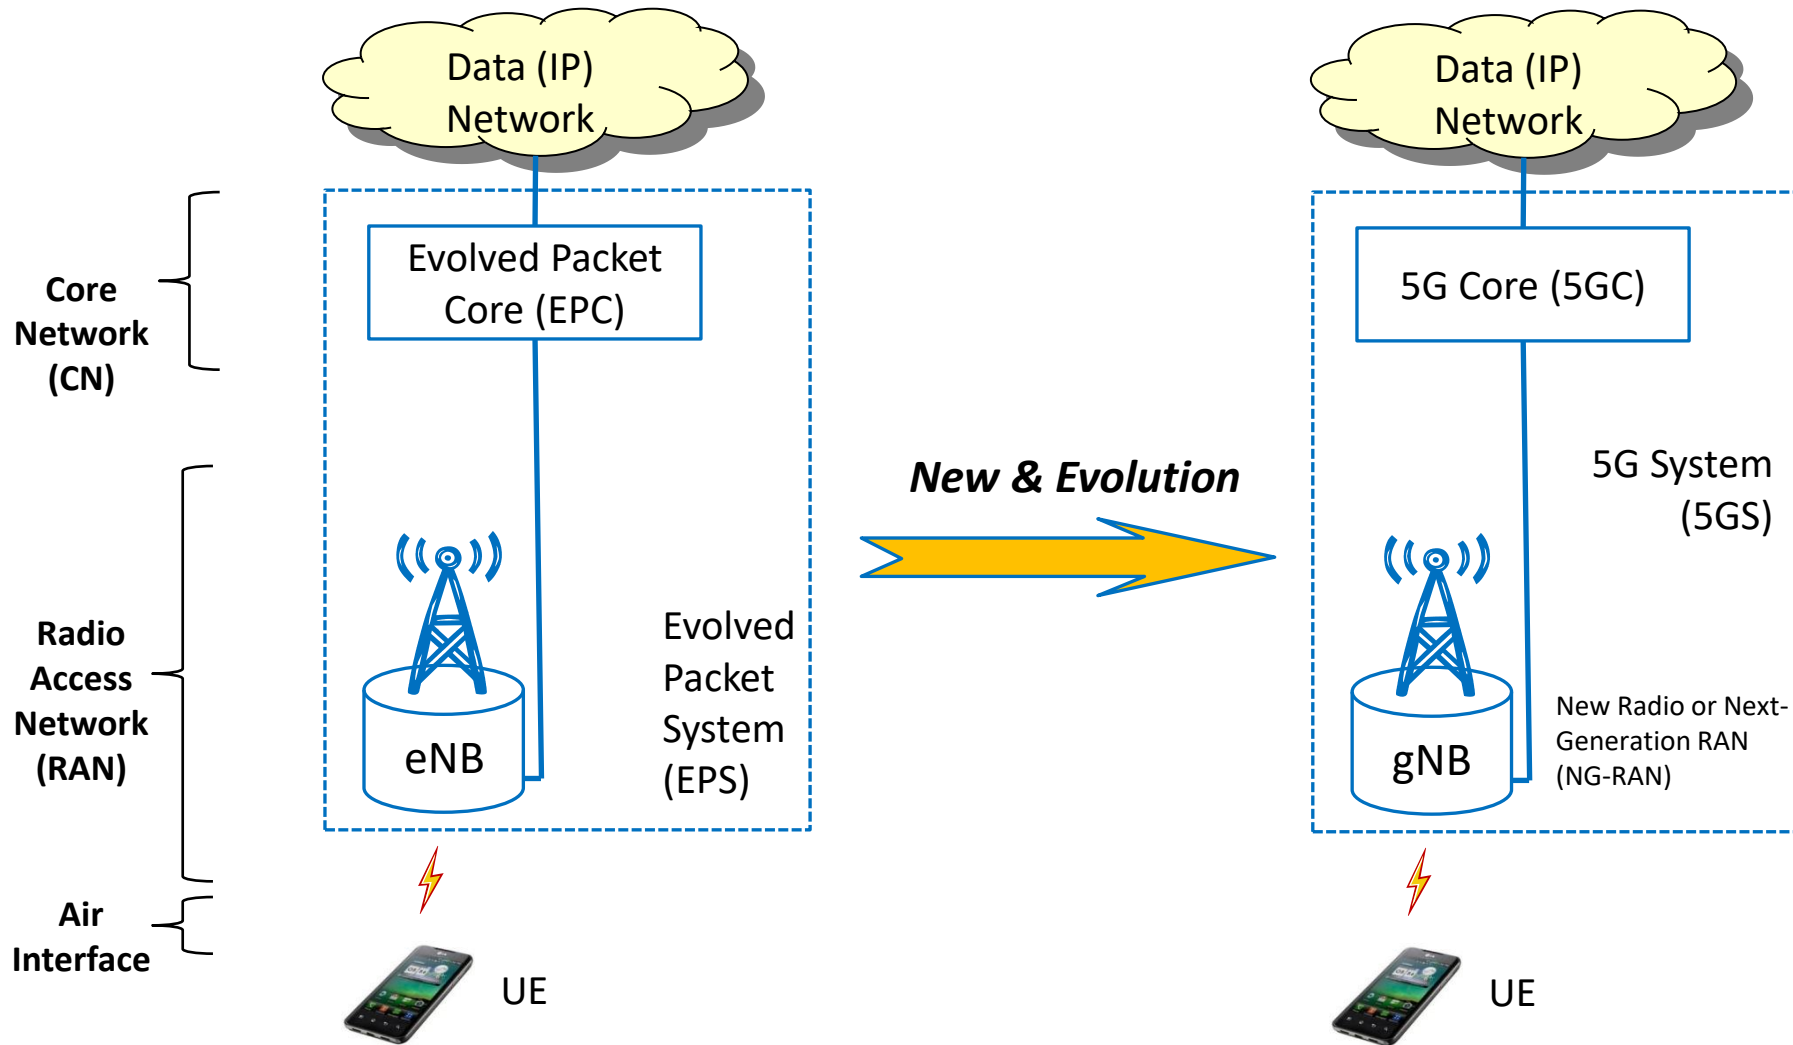 Data (IP)
Network
Data (IP)
Network
Core
Network
(CN)
Evolved Packet
Core (EPC)
5G Core (5GC)
New & Evolution
5G System
(5GS)
Radio
Access
Network
(RAN)
Evolved
Packet
System
(EPS)
eNB
gNB
New Radio or Next-
Generation RAN
(NG-RAN)
Air
Interface
UE
UE